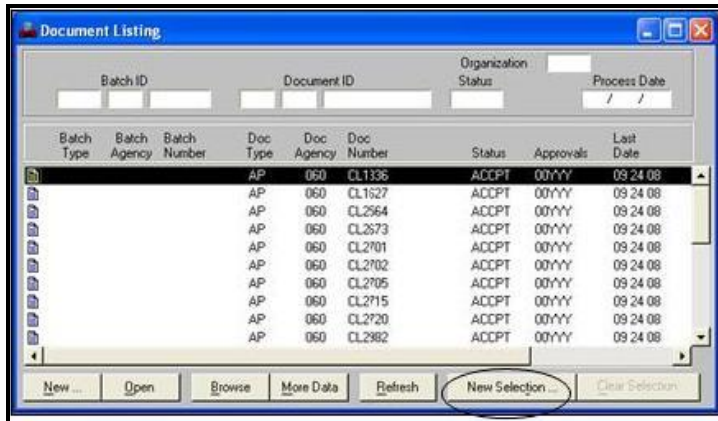 Document Listing
Organization
Batch ID Document ID Status Process Date
/ /
Batch Type Batch Agency Batch Number Doc Type Doc Agency Doc Number Status Approvals Last Date
AP 060 CL1336 ACCPT 00YYY 09 24 08
AP 060 CL1627 ACCPT 00YYY 09 24 08
AP 060 CL2564 ACCPT 00YYY 09 24 08
AP 060 CL2673 ACCPT 00YYY 09 24 08
AP 060 CL2701 ACCPT 00YYY 09 24 08
AP 060 CL2702 ACCPT 00YYY 09 24 08
AP 060 CL2705 ACCPT 00YYY 09 24 08
AP 060 CL2715 ACCPT 00YYY 09 24 08
AP 060 CL2720 ACCPT 00YYY 09 24 08
AP 060 CL2982 ACCPT 00YYY 09 24 08
New ... Open Browse More Data Refresh New Selection ... Clear Selection